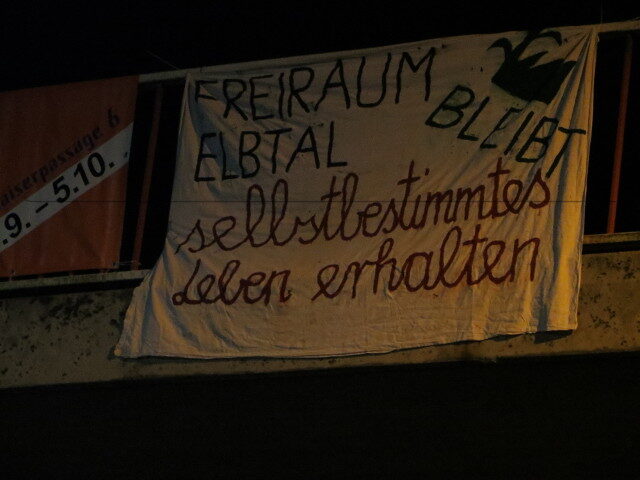 FREIRAUM
ELBTAL BLEIBT
selbstbestimmtes
Leben erhalten
aiserpassage 6
.9. – 5.10.